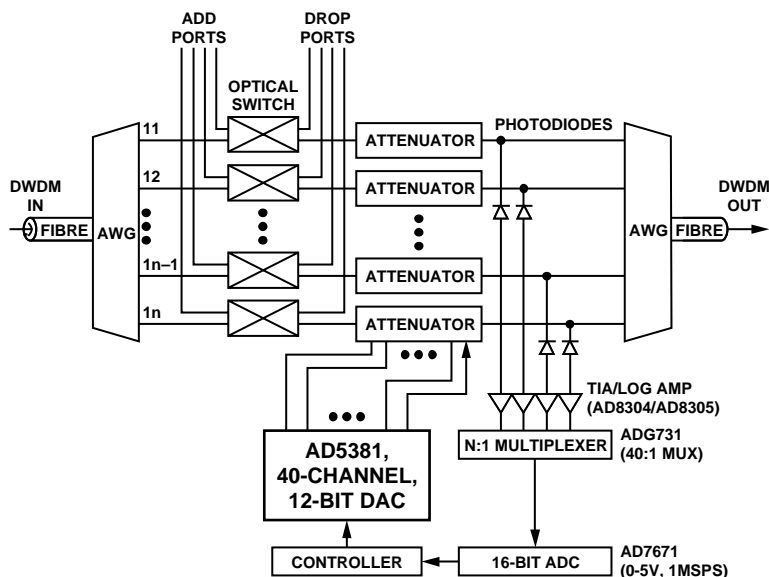 ADD
PORTS
DROP
PORTS
OPTICAL
SWITCH
11
ATTENUATOR
PHOTODIODES
12
ATTENUATOR
DWDM
IN
FIBRE
AWG
AWG
FIBRE
DWDM
OUT
1n–1
ATTENUATOR
1n
ATTENUATOR
TIA/LOG AMP
(AD8304/AD8305)
N:1 MULTIPLEXER
ADG731
(40:1 MUX)
AD5381,
40-CHANNEL,
12-BIT DAC
CONTROLLER
16-BIT ADC
AD7671
(0-5V, 1MSPS)